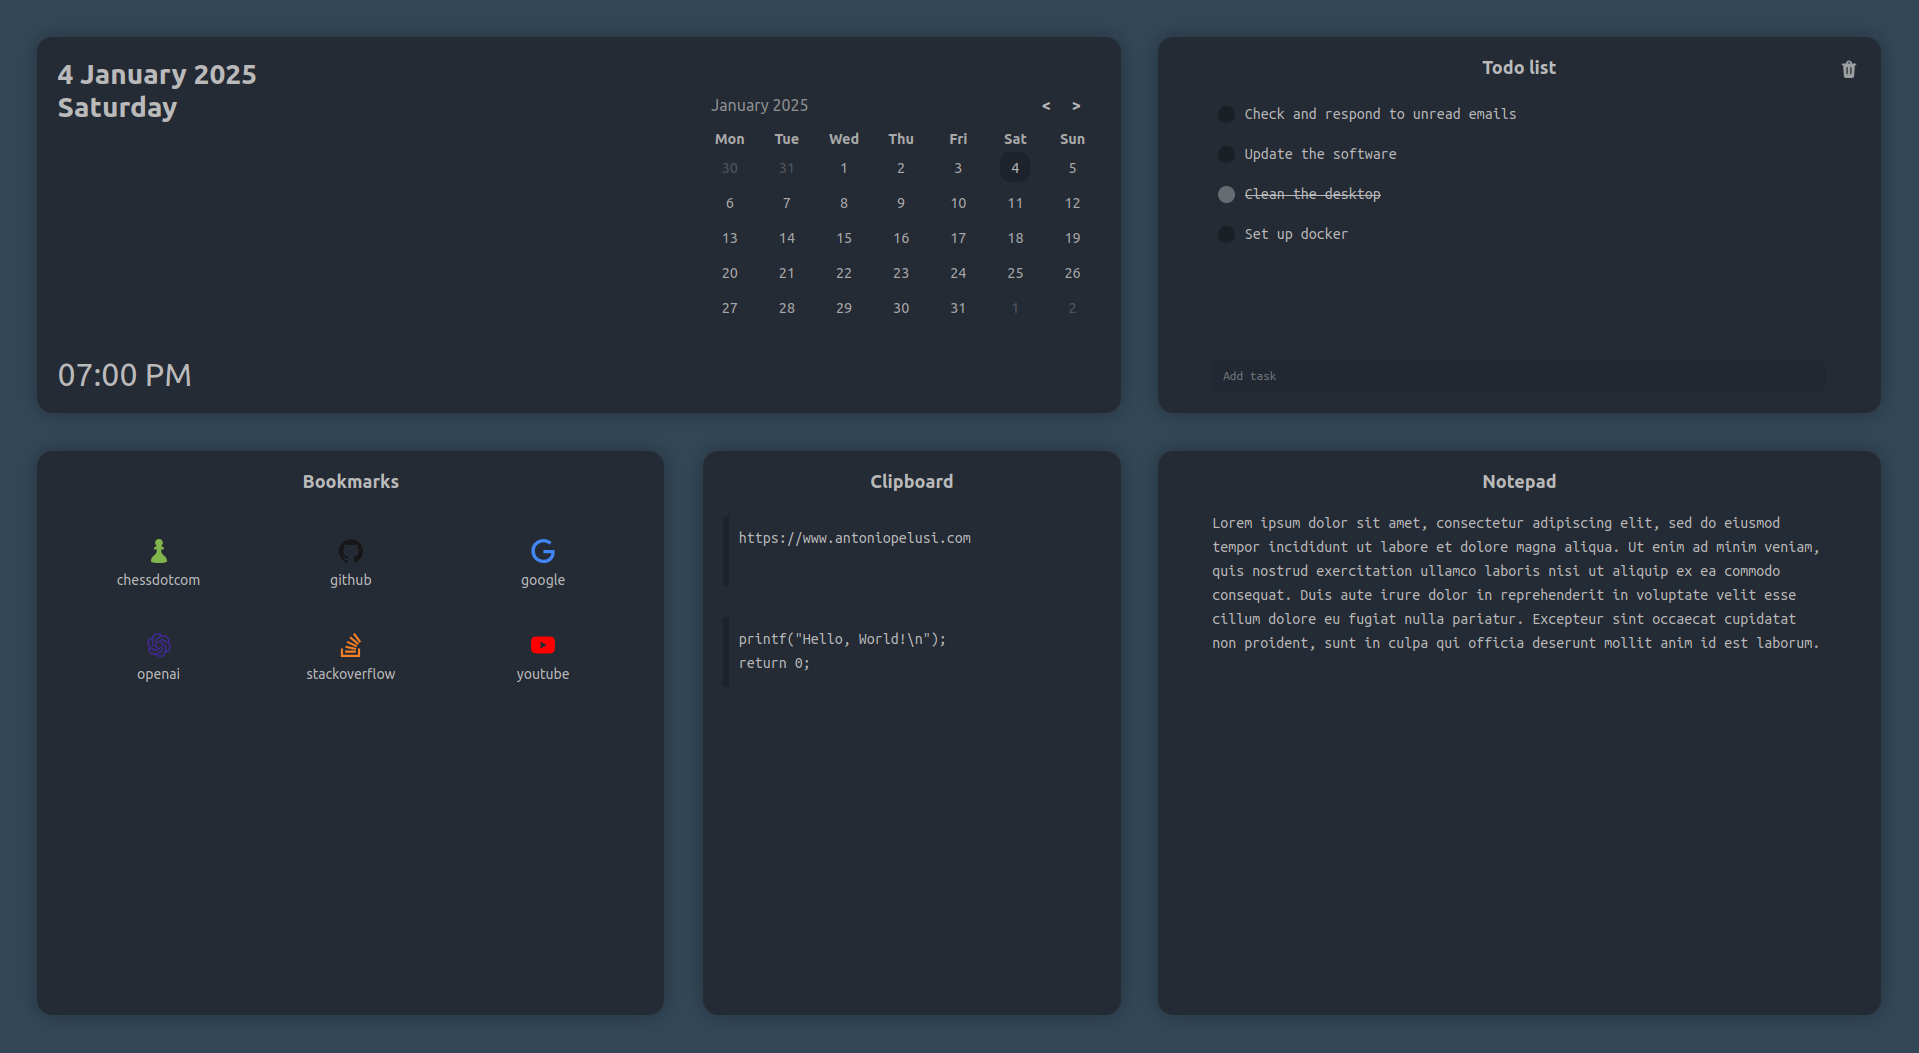 4 January 2025
Saturday
January 2025 < >
Mon Tue Wed Thu Fri Sat Sun
30 31 1 2 3 4 5
6 7 8 9 10 11 12
13 14 15 16 17 18 19
20 21 22 23 24 25 26
27 28 29 30 31 1 2
07:00 PM
Todo list
Check and respond to unread emails
Update the software
Clean the desktop
Set up docker
Add task
Bookmarks
chessdotcom github google
openai stackoverflow youtube
Clipboard
https://www.antoniopelusi.com
printf("Hello, World!\n");
return 0;
Notepad
Lorem ipsum dolor sit amet, consectetur adipiscing elit, sed do eiusmod
tempor incididunt ut labore et dolore magna aliqua. Ut enim ad minim veniam,
quis nostrud exercitation ullamco laboris nisi ut aliquip ex ea commodo
consequat. Duis aute irure dolor in reprehenderit in voluptate velit esse
cillum dolore eu fugiat nulla pariatur. Excepteur sint occaecat cupidatat
non proident, sunt in culpa qui officia deserunt mollit anim id est laborum.